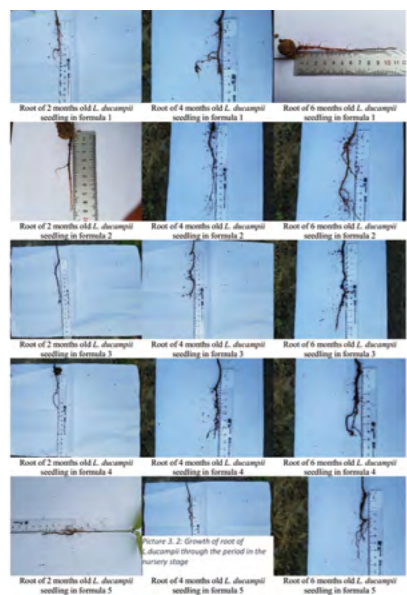 Root of 2 months old L. ducampii
seedling in formula 1
Root of 4 months old L. ducampii
seedling in formula 1
Root of 6 months old L. ducampii
seedling in formula 1
Root of 2 months old L. ducampii
seedling in formula 2
Root of 4 months old L. ducampii
seedling in formula 2
Root of 6 months old L. ducampii
seedling in formula 2
Root of 2 months old L. ducampii
seedling in formula 3
Root of 4 months old L. ducampii
seedling in formula 3
Root of 6 months old L. ducampii
seedling in formula 3
Root of 2 months old L. ducampii
seedling in formula 4
Root of 4 months old L. ducampii
seedling in formula 4
Root of 6 months old L. ducampii
seedling in formula 4
Picture 3. 2: Growth of root of
L.ducampii through the period in the
nursery stage
Root of 2 months old L. ducampii
seedling in formula 5
Root of 4 months old L. ducampii
seedling in formula 5
Root of 6 months old L. ducampii
seedling in formula 5